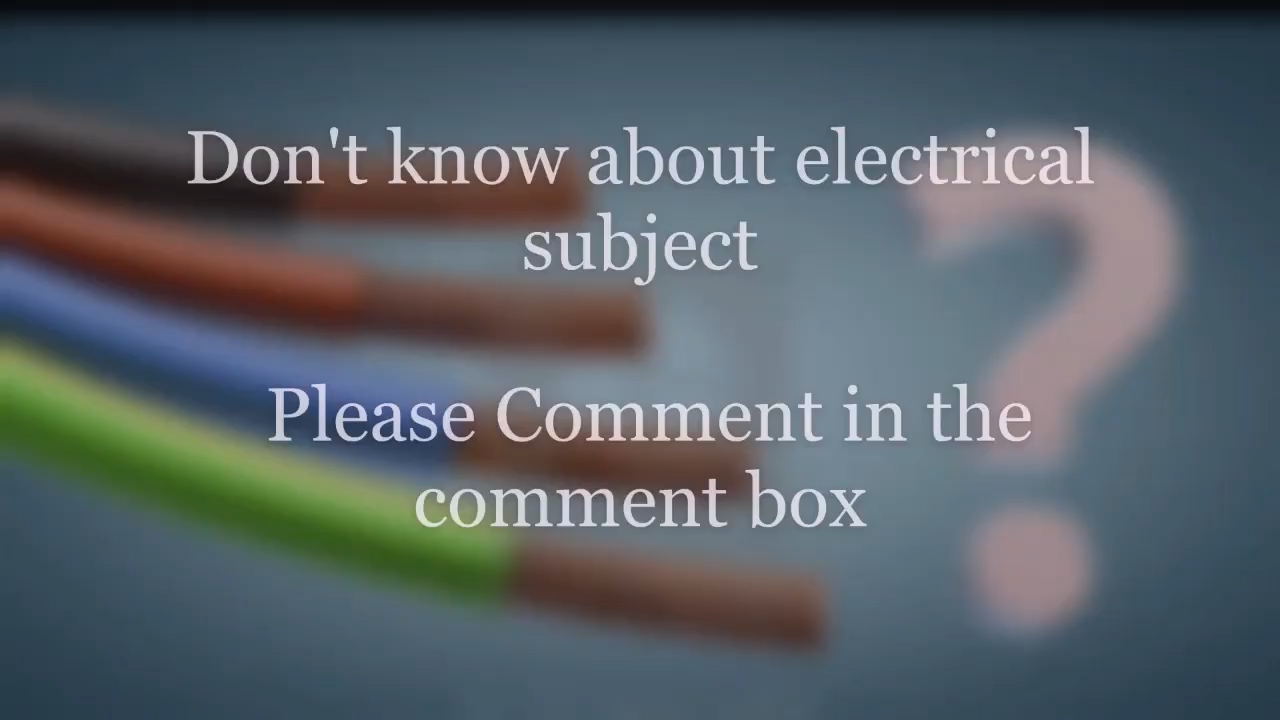 Don't know about electrical
subject
Please Comment in the
comment box
?